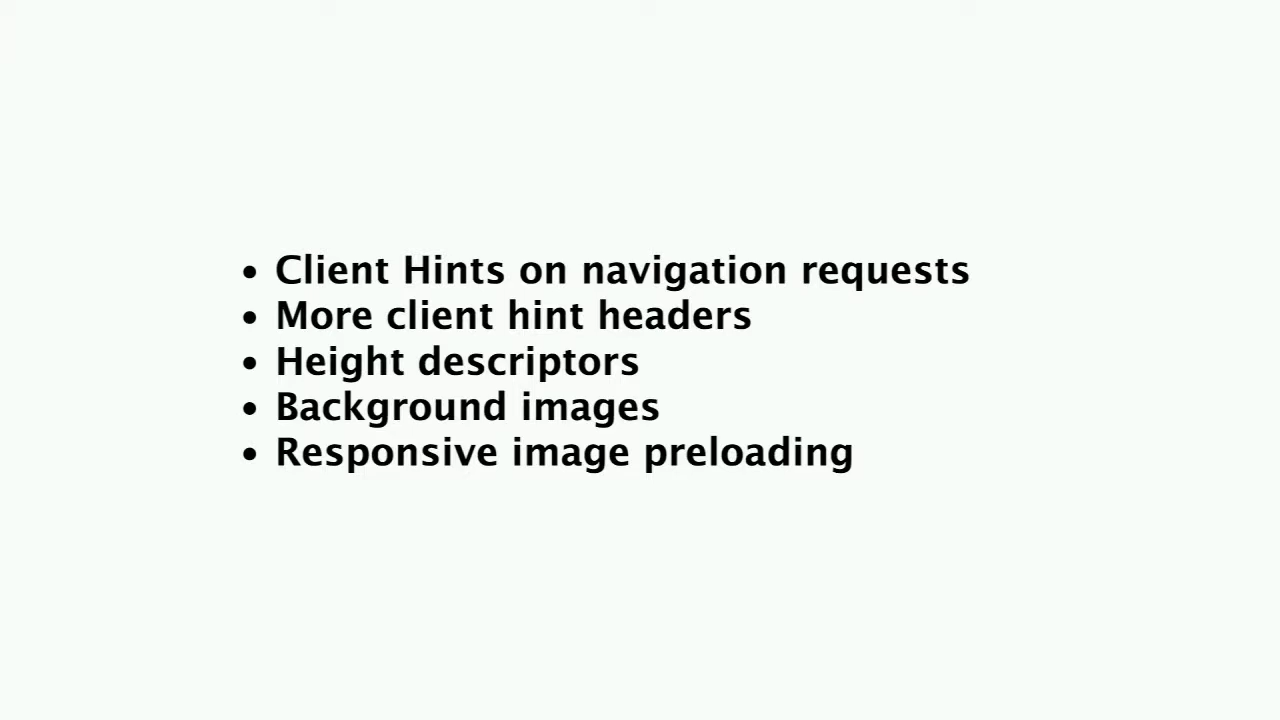 • Client Hints on navigation requests
• More client hint headers
• Height descriptors
• Background images
• Responsive image preloading